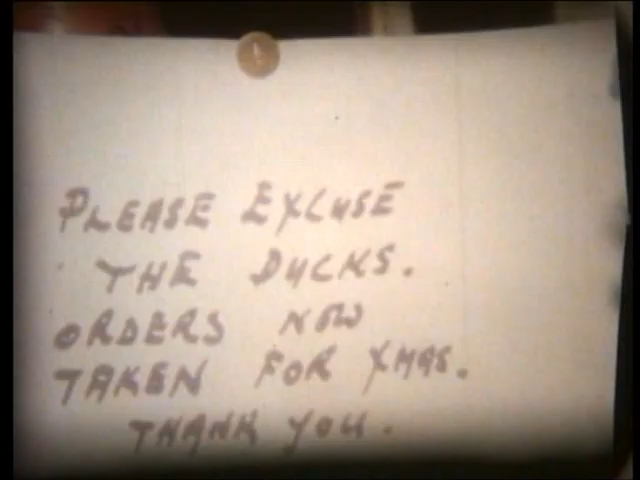 PLEASE EXCUSE
THE DUCKS.
ORDERS NOW
TAKEN FOR XMAS.
THANK YOU.